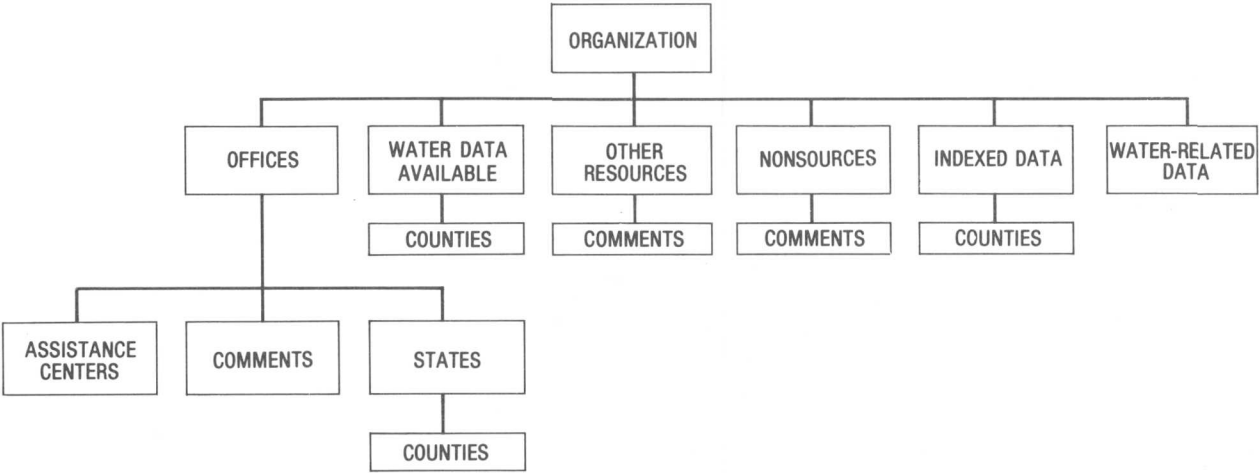 ORGANIZATION
OFFICES
WATER DATA
AVAILABLE
OTHER
RESOURCES
NONSOURCES
INDEXED DATA
WATER-RELATED
DATA
COUNTIES
COMMENTS
COMMENTS
COUNTIES
ASSISTANCE
CENTERS
COMMENTS
STATES
COUNTIES